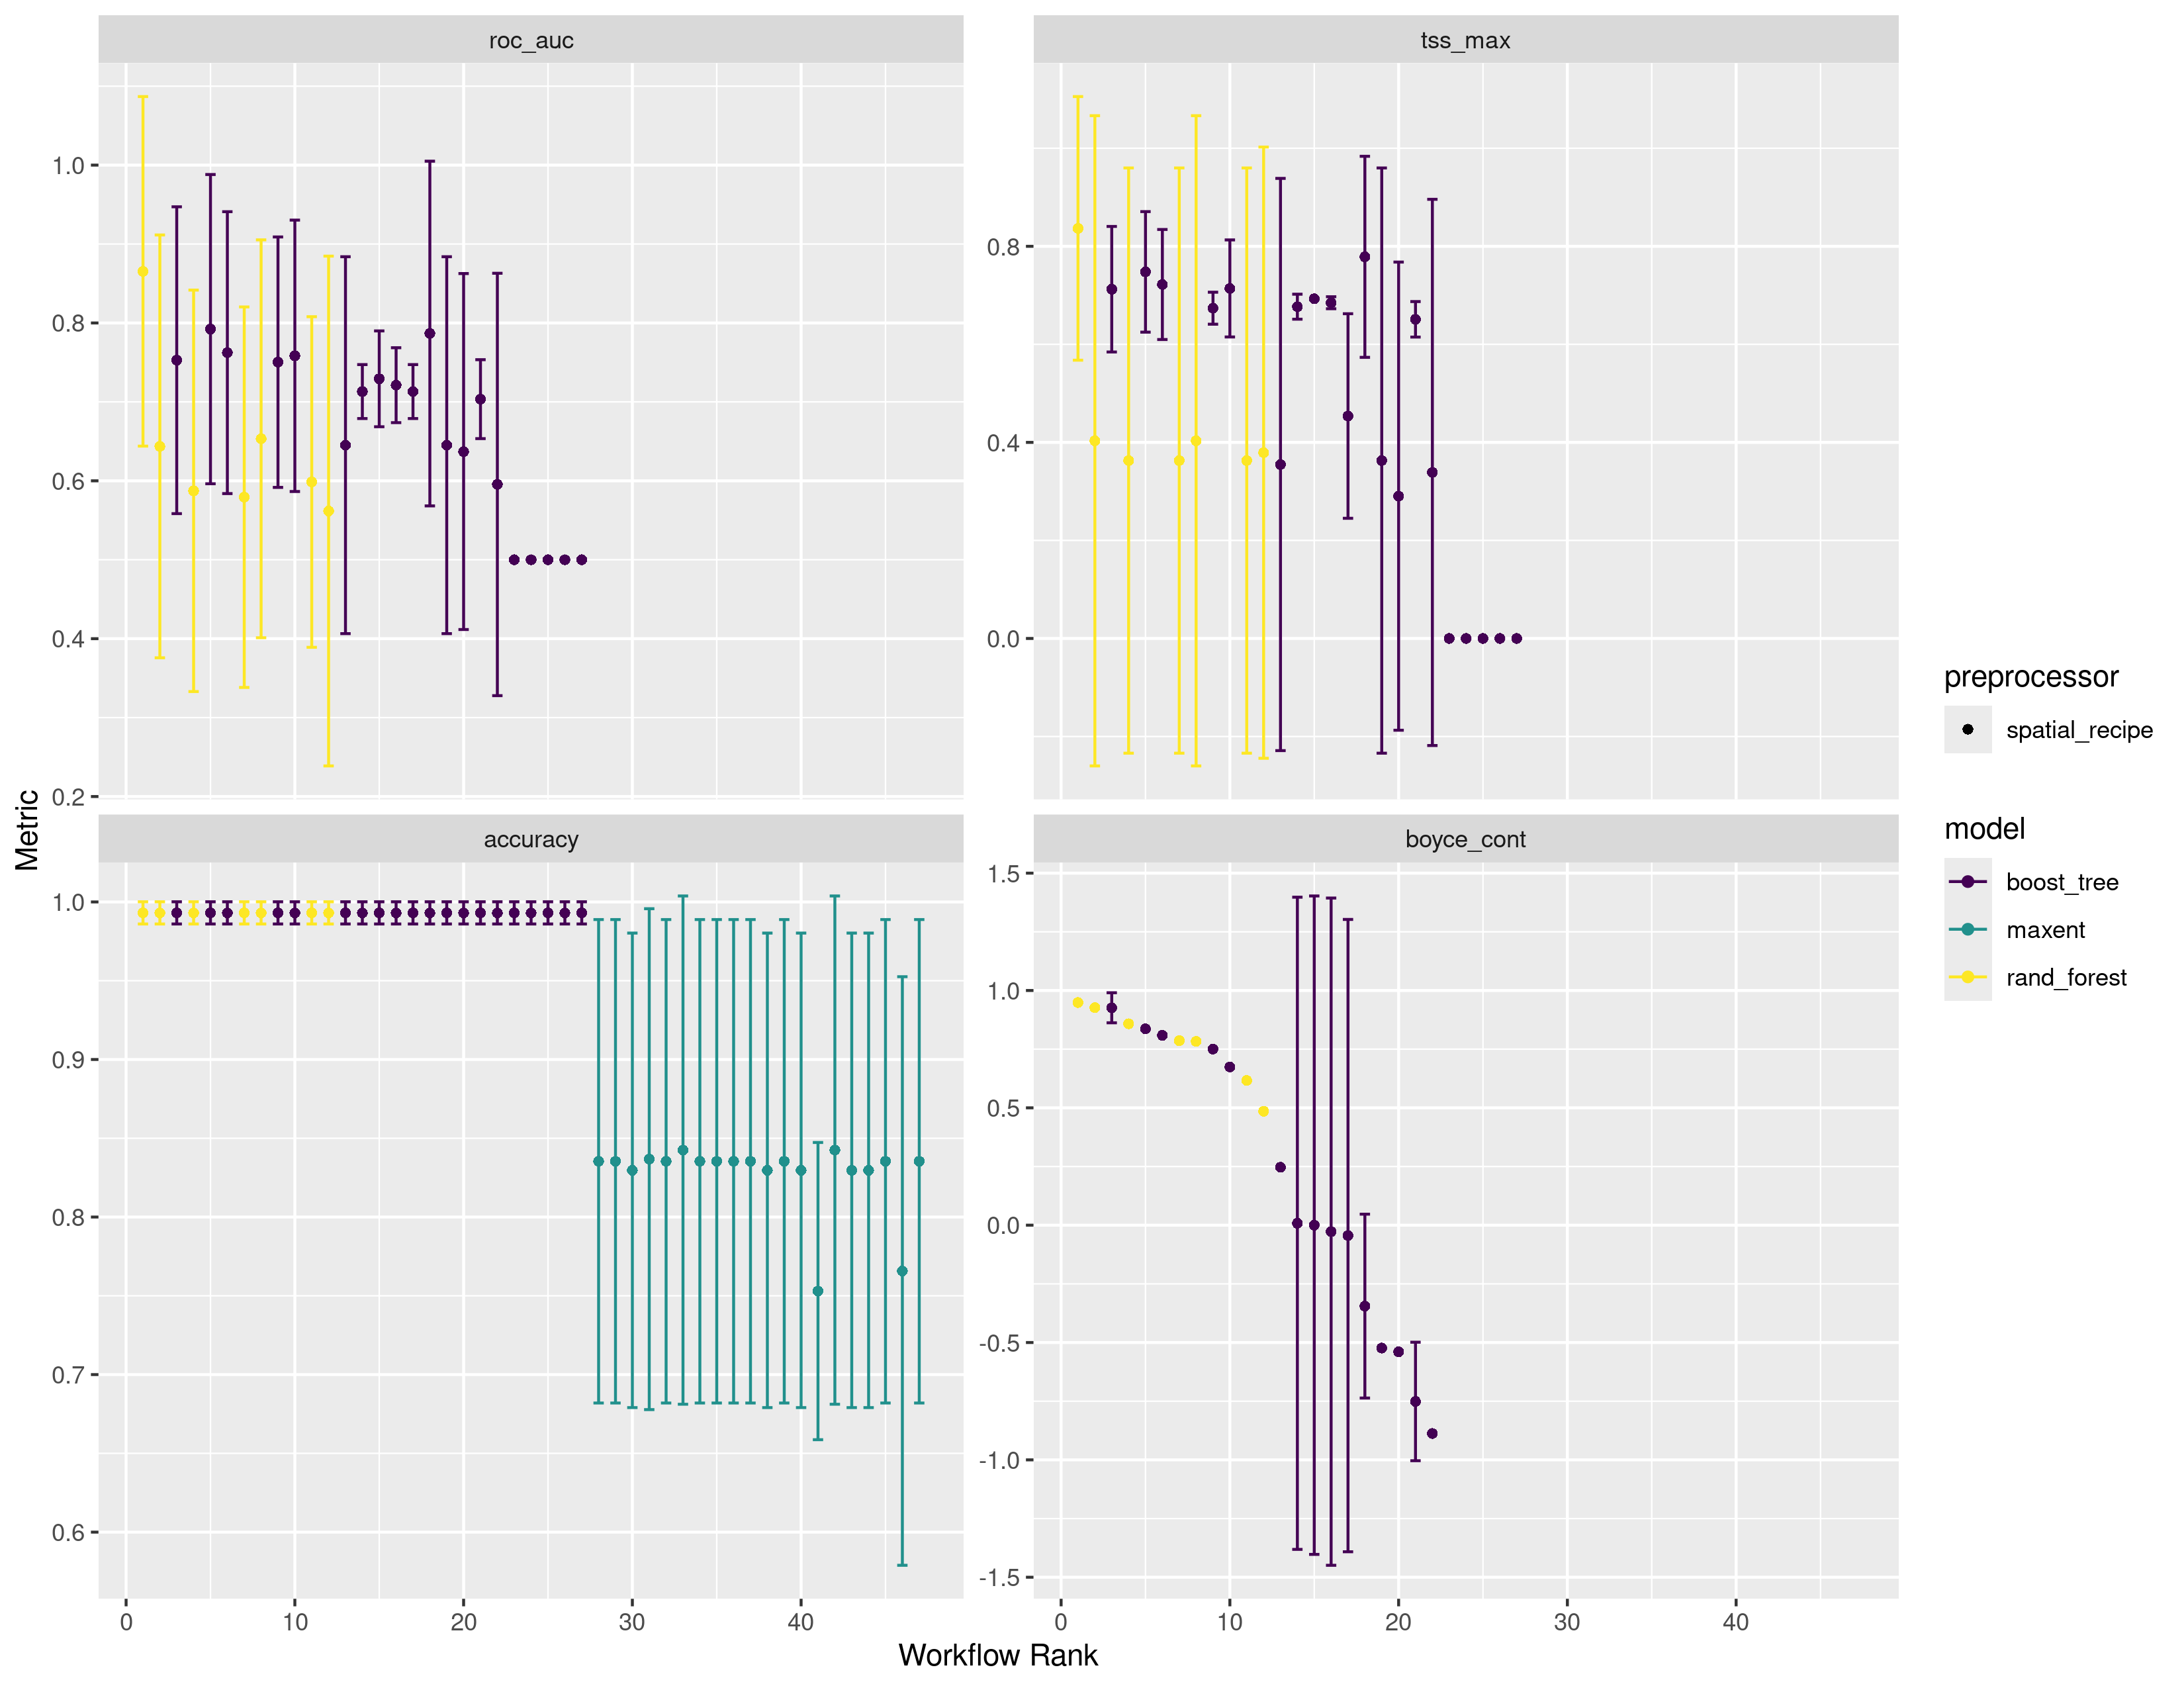 roc_auc
tss_max
1.0
0.8
0.6
0.4
0.2
0.8
0.4
0.0
Metric
accuracy
boyce_cont
1.0
0.9
0.8
0.7
0.6
1.5
1.0
0.5
0.0
-0.5
-1.0
-1.5
0 10 20 30 40
0 10 20 30 40
Workflow Rank
preprocessor
spatial_recipe
model
boost_tree
maxent
rand_forest